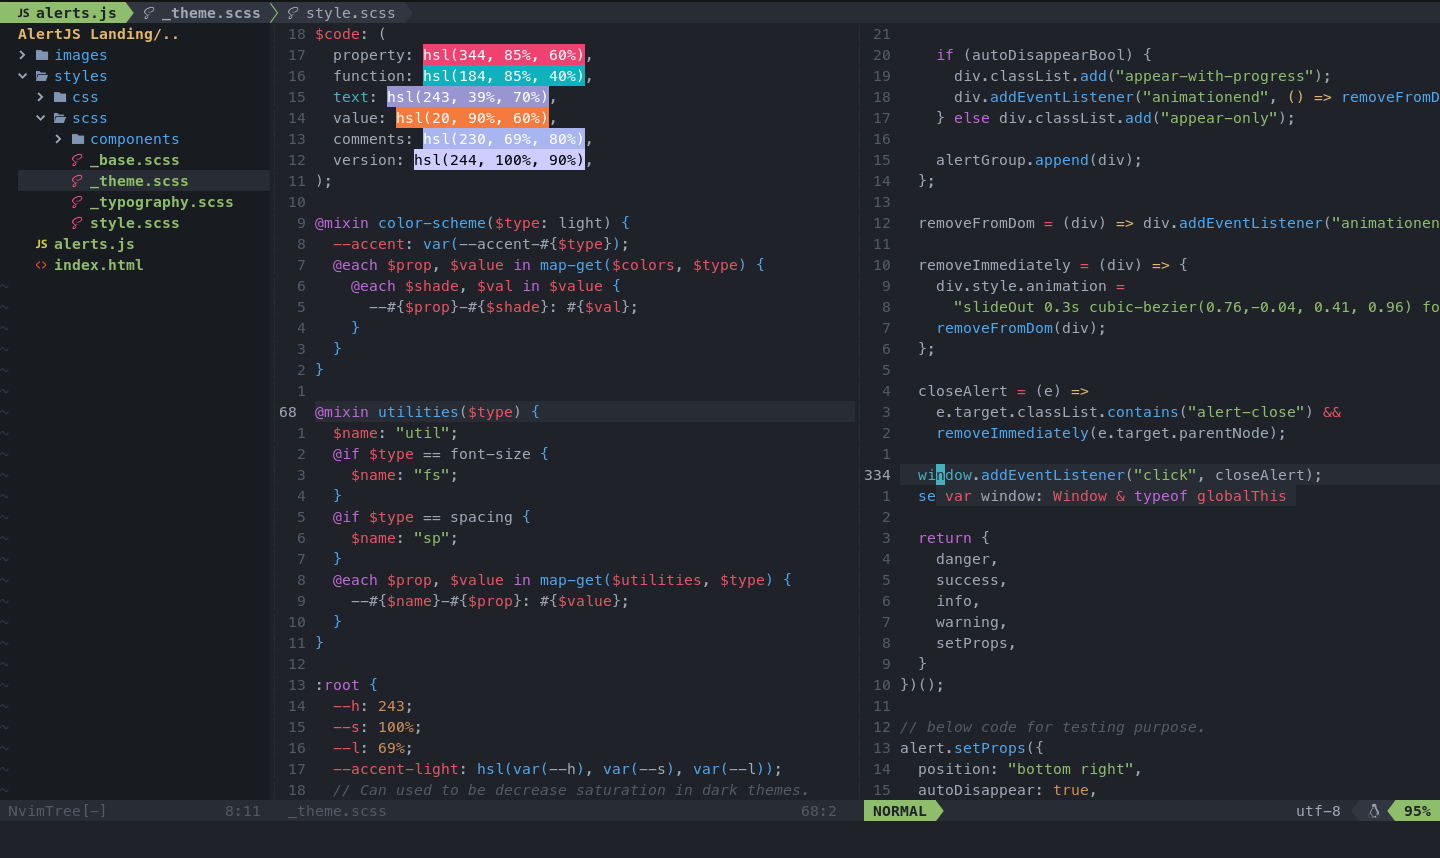 JS alerts.js  _theme.scss  style.scss
AlertJS Landing/..
images
styles
css
scss
components
_base.scss
_theme.scss
_typography.scss
style.scss
JS alerts.js
<> index.html
NvimTree[-] 8:11
18 $code: (
17   property: hsl(344, 85%, 60%),
16   function: hsl(184, 85%, 40%),
15   text: hsl(243, 39%, 70%),
14   value: hsl(20, 90%, 60%),
13   comments: hsl(230, 69%, 80%),
12   version: hsl(244, 100%, 90%),
11 );
10
9 @mixin color-scheme($type: light) {
8   --accent: var(--accent-#{$type});
7   @each $prop, $value in map-get($colors, $type) {
6     @each $shade, $val in $value {
5       --#{$prop}-#{$shade}: #{$val};
4     }
3   }
2 }
1
68 @mixin utilities($type) {
1   $name: "util";
2   @if $type == font-size {
3     $name: "fs";
4   }
5   @if $type == spacing {
6     $name: "sp";
7   }
8   @each $prop, $value in map-get($utilities, $type) {
9     --#{$name}-#{$prop}: #{$value};
10   }
11 }
12
13 :root {
14   --h: 243;
15   --s: 100%;
16   --l: 69%;
17   --accent-light: hsl(var(--h), var(--s), var(--l));
18   // Can used to be decrease saturation in dark themes.
_theme.scss 68:2
21
20     if (autoDisappearBool) {
19       div.classList.add("appear-with-progress");
18       div.addEventListener("animationend", () => removeFromD
17     } else div.classList.add("appear-only");
16
15     alertGroup.append(div);
14   };
13
12   removeFromDom = (div) => div.addEventListener("animationen
11
10   removeImmediately = (div) => {
9     div.style.animation =
8       "slideOut 0.3s cubic-bezier(0.76,-0.04, 0.41, 0.96) fo
7     removeFromDom(div);
6   };
5
4   closeAlert = (e) =>
3     e.target.classList.contains("alert-close") &&
2     removeImmediately(e.target.parentNode);
1
334   window.addEventListener("click", closeAlert);
1   se var window: Window & typeof globalThis
2
3   return {
4     danger,
5     success,
6     info,
7     warning,
8     setProps,
9   }
10 })();
11
12 // below code for testing purpose.
13 alert.setProps({
14   position: "bottom right",
15   autoDisappear: true,
NORMAL utf-8 95%